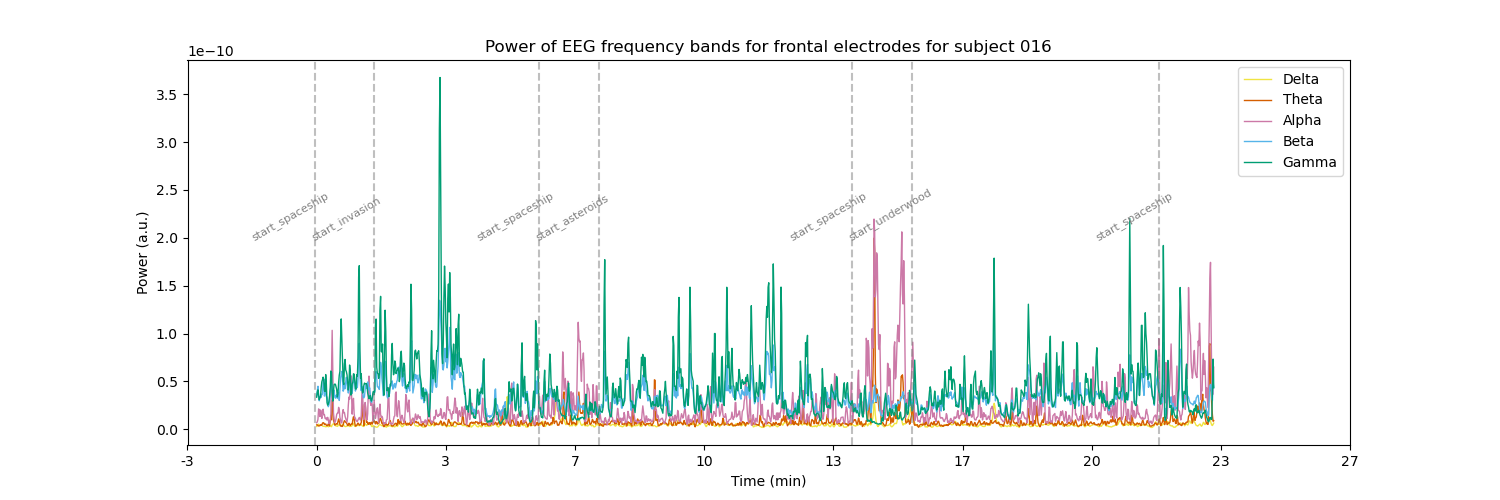 Power of EEG frequency bands for frontal electrodes for subject 016
1e−10
3.5
3.0
2.5
2.0
1.5
1.0
0.5
0.0
Power (a.u.)
start_spaceship
start_invasion
start_spaceship
start_asteroids
start_spaceship
start_underwood
start_spaceship
Delta
Theta
Alpha
Beta
Gamma
-3 0 3 7 10 13 17 20 23 27
Time (min)